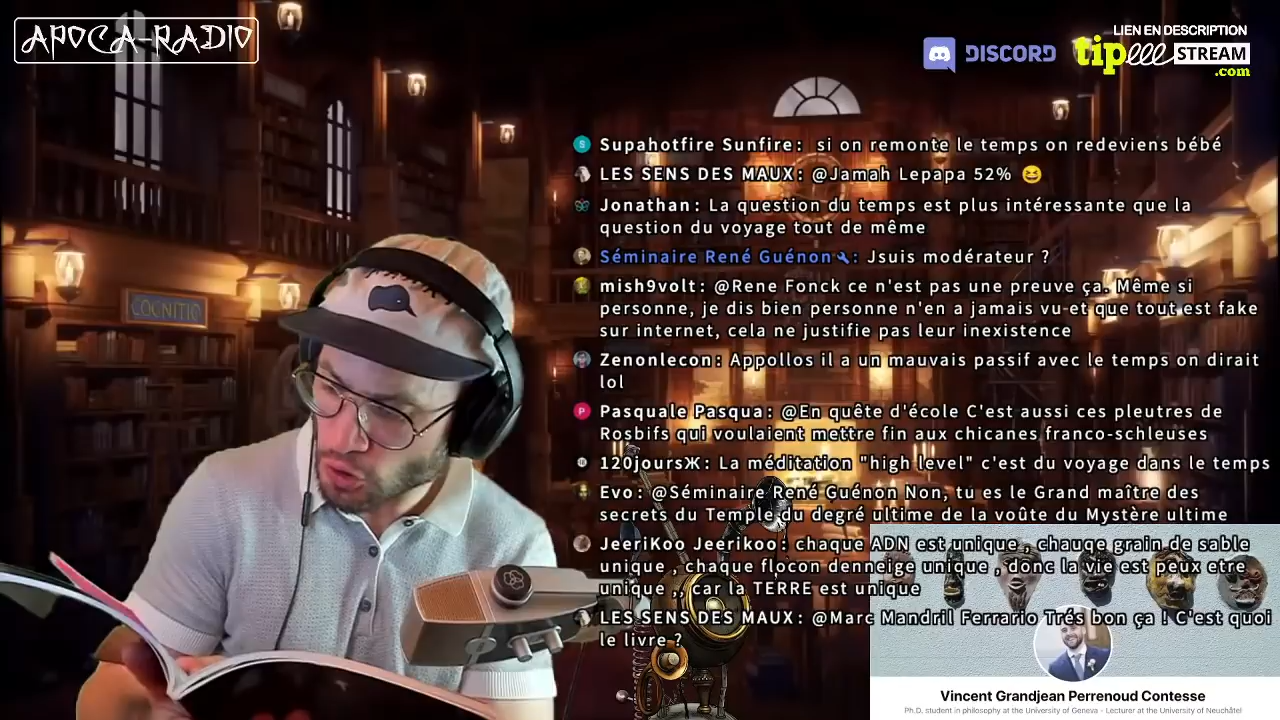 APOCA-RADIO
LIEN EN DESCRIPTION
DISCORD
tipeee STREAM
.com
Supahotfire Sunfire: si on remonte le temps on redeviens bébé
LES SENS DES MAUX: @Jamah Lepapa 52% 😆
Jonathan: La question du temps est plus intéressante que la
question du voyage tout de même
Séminaire René Guénon: Jsuis modérateur ?
mish9volt: @Rene Fonck ce n'est pas une preuve ça. Même si
personne, je dis bien personne n'en a jamais vu et que tout est fake
sur internet, cela ne justifie pas leur inexistence
Zenonlecon: Appollos il a un mauvais passif avec le temps on dirait
lol
Pasquale Pasqua: @En quête d'école C'est aussi ces pleutres de
Rosbifs qui voulaient mettre fin aux chicanes franco-schleuses
120joursЖ: La méditation "high level" c'est du voyage dans le temps
Evo: @Séminaire René Guénon Non, tu es le Grand maître des
secrets du Temple du degré ultime de la voûte du Mystère ultime
JeeriKoo Jeerikoo: chaque ADN est unique , chauqe grain de sable
unique , chaque flocon denneige unique , donc la vie est peux etre
unique ,, car la TERRE est unique
LES SENS DES MAUX: @Marc Mandril Ferrario Trés bon ça ! C'est quoi
le livre ?
COGNITIO
Vincent Grandjean Perrenoud Contesse
Ph.D. student in philosophy at the University of Geneva - Lecturer at the University of Neuchâtel